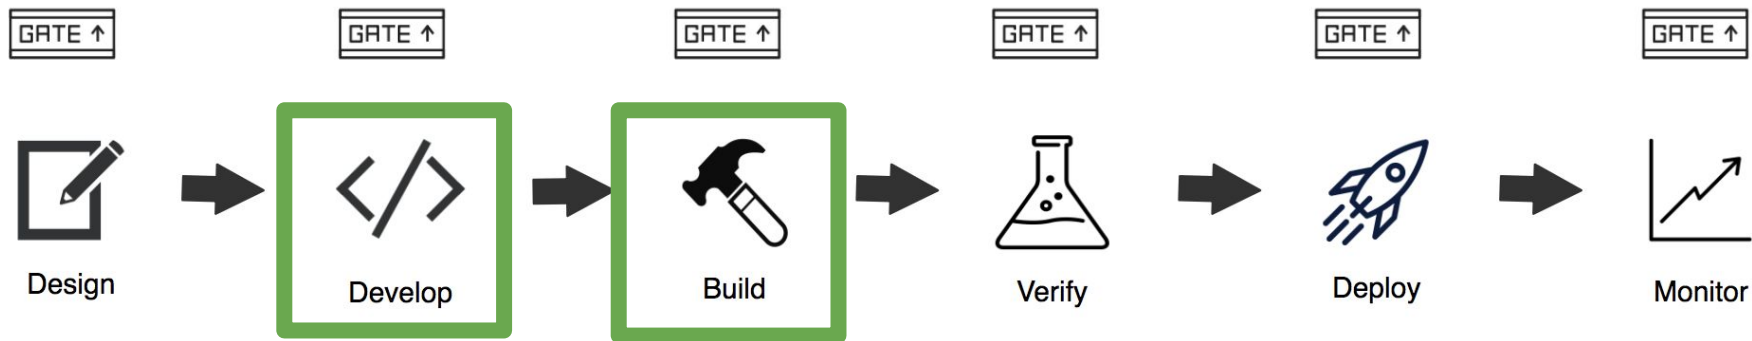 GATE ↑
GATE ↑
GATE ↑
GATE ↑
GATE ↑
GATE ↑
Design
Develop
Build
Verify
Deploy
Monitor